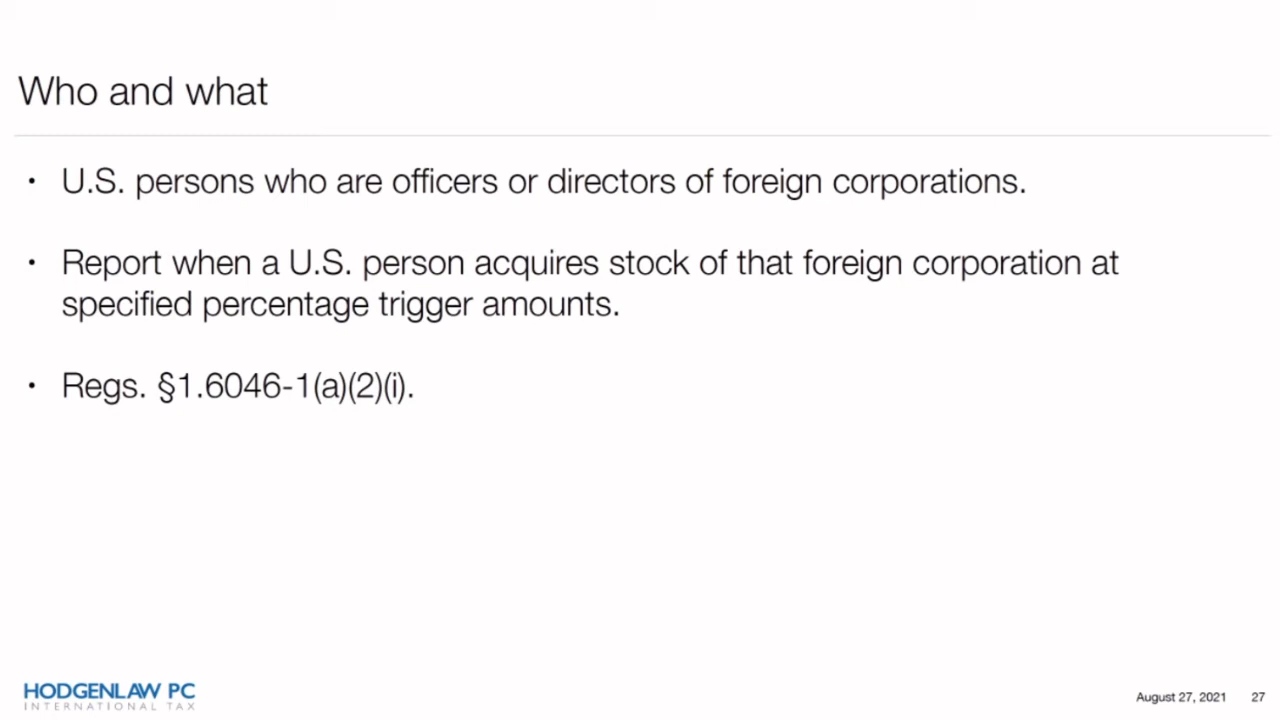 Who and what
• U.S. persons who are officers or directors of foreign corporations.
• Report when a U.S. person acquires stock of that foreign corporation at
specified percentage trigger amounts.
• Regs. §1.6046-1(a)(2)(i).
HODGENLAW PC
INTERNATIONAL TAX
August 27, 2021 27